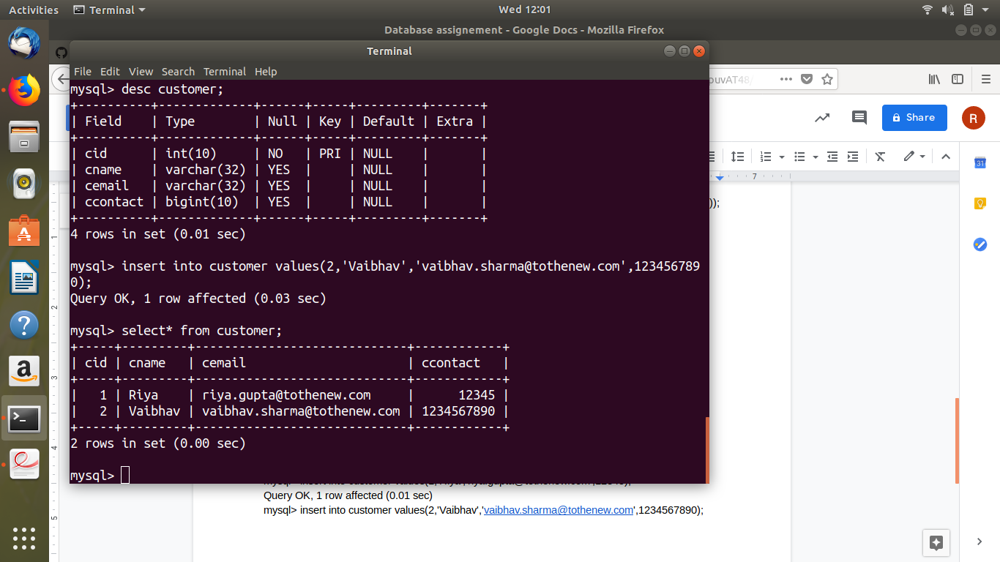 Activities Terminal Wed 12:01
Database assignement - Google Docs - Mozilla Firefox
Terminal
File Edit View Search Terminal Help
ouvAT48/
mysql> desc customer;
+----------+-------------+------+-----+---------+-------+
| Field    | Type        | Null | Key | Default | Extra |
+----------+-------------+------+-----+---------+-------+
| cid      | int(10)     | NO   | PRI | NULL    |       |
| cname    | varchar(32) | YES  |     | NULL    |       |
| cemail   | varchar(32) | YES  |     | NULL    |       |
| ccontact | bigint(10)  | YES  |     | NULL    |       |
+----------+-------------+------+-----+---------+-------+
4 rows in set (0.01 sec)
mysql> insert into customer values(2,'Vaibhav','vaibhav.sharma@tothenew.com',123456789
0);
Query OK, 1 row affected (0.03 sec)
mysql> select* from customer;
+-----+---------+-----------------------------+------------+
| cid | cname   | cemail                      | ccontact   |
+-----+---------+-----------------------------+------------+
|   1 | Riya    | riya.gupta@tothenew.com     |      12345 |
|   2 | Vaibhav | vaibhav.sharma@tothenew.com | 1234567890 |
+-----+---------+-----------------------------+------------+
2 rows in set (0.00 sec)
mysql>
Share
R
7
31
));
1
2
3
4
5
Query OK, 1 row affected (0.01 sec)
mysql> insert into customer values(2,'Vaibhav','vaibhav.sharma@tothenew.com',1234567890);